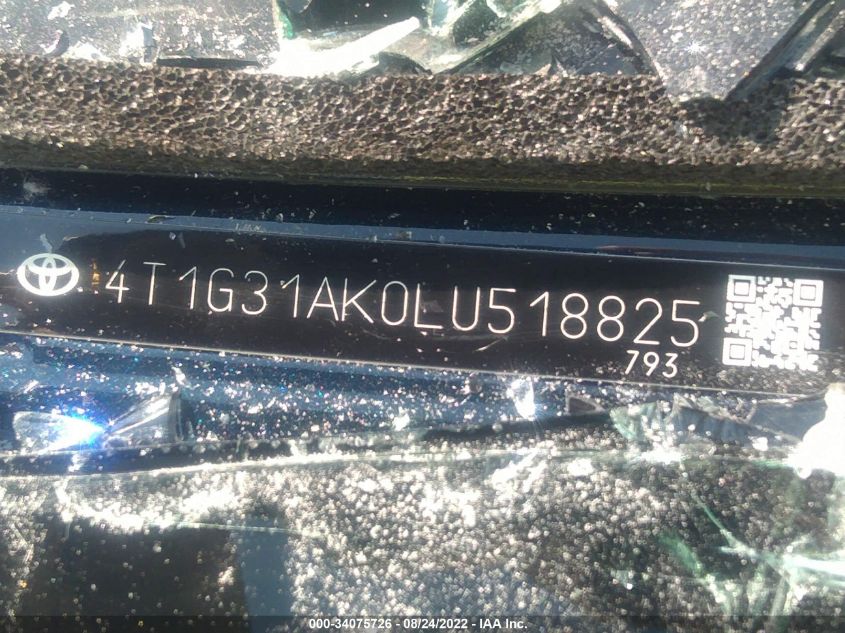 4T1G31AK0LU518825
793
000-34075726 - 08/24/2022 - IAA Inc.